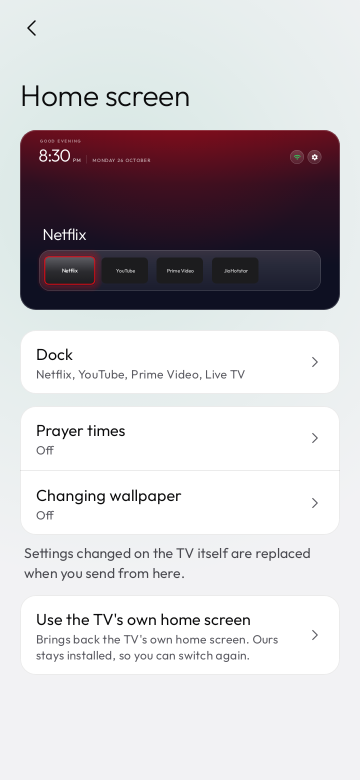 Home screen
GOOD EVENING
8:30 PM | MONDAY 26 OCTOBER
Netflix
Netflix YouTube Prime Video JioHotstar
Dock
Netflix, YouTube, Prime Video, Live TV
Prayer times
Off
Changing wallpaper
Off
Settings changed on the TV itself are replaced
when you send from here.
Use the TV's own home screen
Brings back the TV's own home screen. Ours
stays installed, so you can switch again.